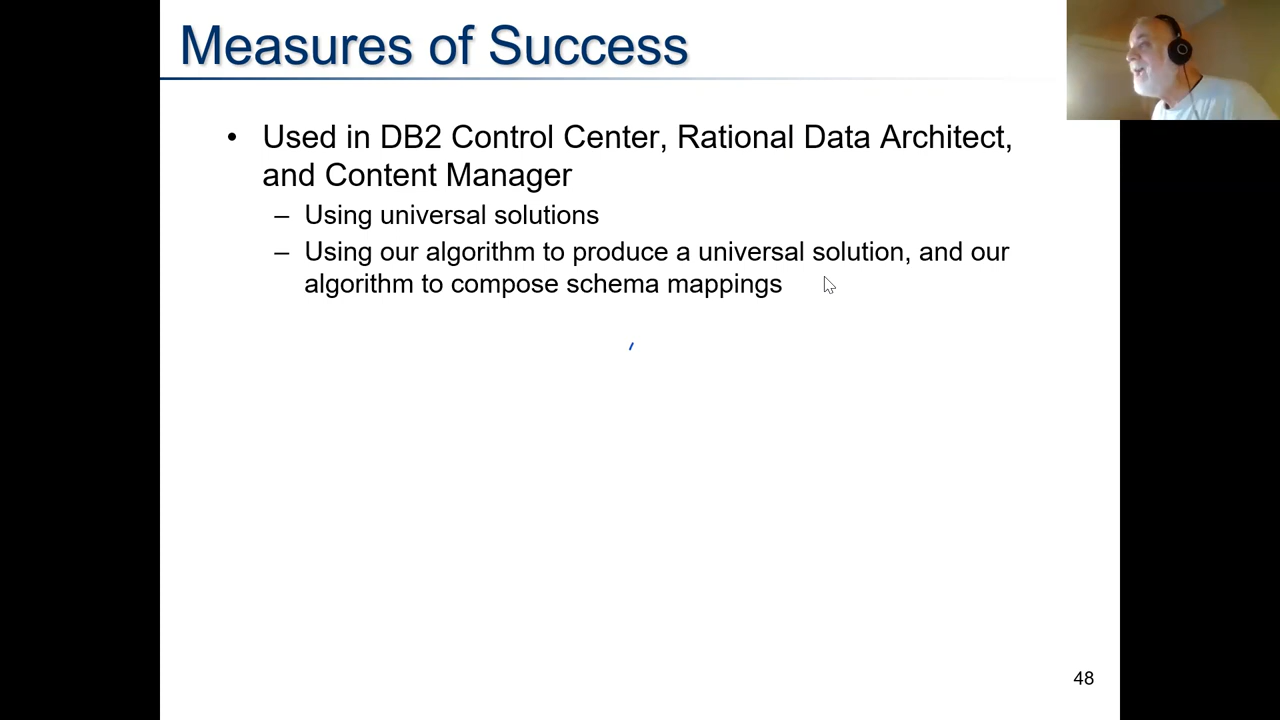 Measures of Success
• Used in DB2 Control Center, Rational Data Architect,
and Content Manager
– Using universal solutions
– Using our algorithm to produce a universal solution, and our
algorithm to compose schema mappings
48